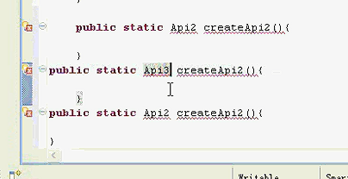 }
public static Api2 createApi2(){
}
public static Api3 createApi2(){
}
public static Api2 createApi2(){
}
Writable